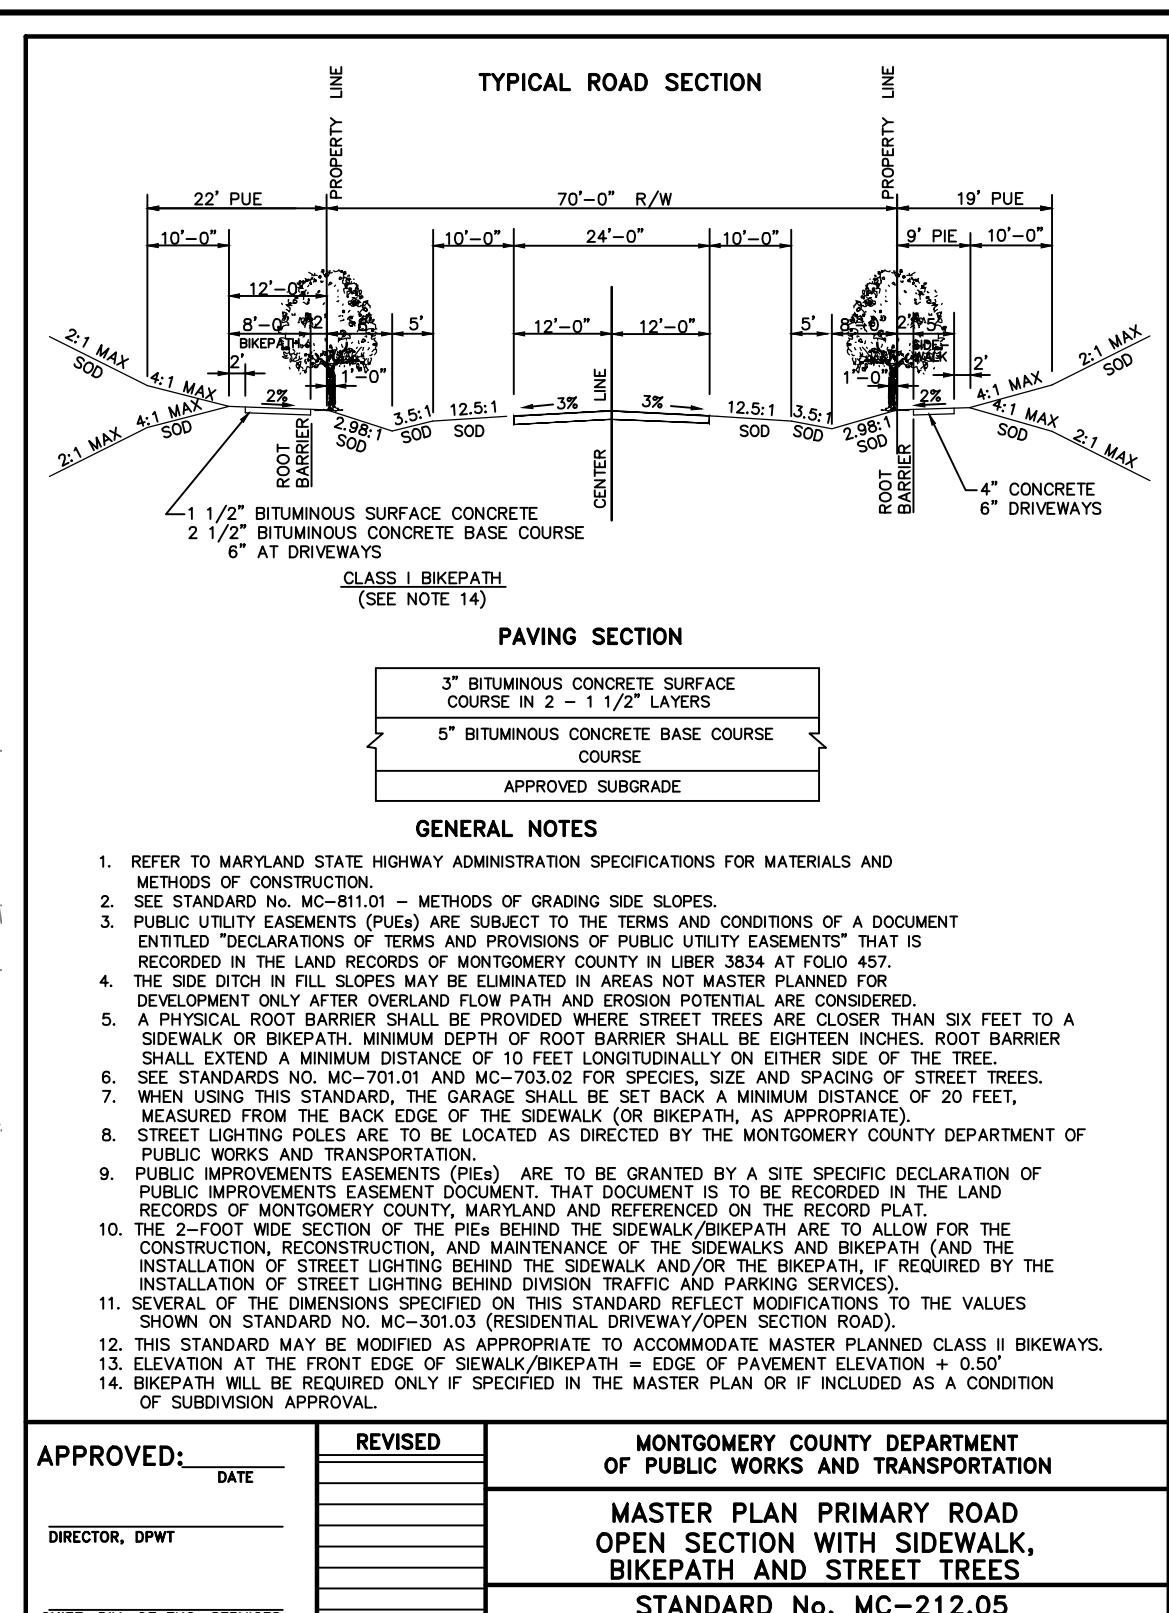 TYPICAL ROAD SECTION
PROPERTY LINE
PROPERTY LINE
22' PUE
70'-0" R/W
19' PUE
10'-0"
10'-0"
24'-0"
10'-0"
9' PIE
10'-0"
12'-0"
8'-0"
2'
5'
12'-0"
12'-0"
5'
2'
5'
BIKEPATH
SIDE-
WALK
2'
1'-0"
1'-0"
2'
2:1 MAX
SOD
4:1 MAX
4:1 MAX
SOD
2:1 MAX
2%
2.98:1
SOD
3.5:1
SOD
12.5:1
SOD
3%
3%
CENTER LINE
12.5:1
SOD
3.5:1
SOD
2.98:1
SOD
2%
4:1 MAX
4:1 MAX
SOD
2:1 MAX
SOD
2:1 MAX
ROOT
BARRIER
ROOT
BARRIER
1 1/2" BITUMINOUS SURFACE CONCRETE
2 1/2" BITUMINOUS CONCRETE BASE COURSE
6" AT DRIVEWAYS
4" CONCRETE
6" DRIVEWAYS
CLASS I BIKEPATH
(SEE NOTE 14)
PAVING SECTION
3" BITUMINOUS CONCRETE SURFACE
COURSE IN 2 - 1 1/2" LAYERS
5" BITUMINOUS CONCRETE BASE COURSE
COURSE
APPROVED SUBGRADE
GENERAL NOTES
1. REFER TO MARYLAND STATE HIGHWAY ADMINISTRATION SPECIFICATIONS FOR MATERIALS AND
METHODS OF CONSTRUCTION.
2. SEE STANDARD No. MC-811.01 - METHODS OF GRADING SIDE SLOPES.
3. PUBLIC UTILITY EASEMENTS (PUEs) ARE SUBJECT TO THE TERMS AND CONDITIONS OF A DOCUMENT
ENTITLED "DECLARATIONS OF TERMS AND PROVISIONS OF PUBLIC UTILITY EASEMENTS" THAT IS
RECORDED IN THE LAND RECORDS OF MONTGOMERY COUNTY IN LIBER 3834 AT FOLIO 457.
4. THE SIDE DITCH IN FILL SLOPES MAY BE ELIMINATED IN AREAS NOT MASTER PLANNED FOR
DEVELOPMENT ONLY AFTER OVERLAND FLOW PATH AND EROSION POTENTIAL ARE CONSIDERED.
5. A PHYSICAL ROOT BARRIER SHALL BE PROVIDED WHERE STREET TREES ARE CLOSER THAN SIX FEET TO A
SIDEWALK OR BIKEPATH. MINIMUM DEPTH OF ROOT BARRIER SHALL BE EIGHTEEN INCHES. ROOT BARRIER
SHALL EXTEND A MINIMUM DISTANCE OF 10 FEET LONGITUDINALLY ON EITHER SIDE OF THE TREE.
6. SEE STANDARDS NO. MC-701.01 AND MC-703.02 FOR SPECIES, SIZE AND SPACING OF STREET TREES.
7. WHEN USING THIS STANDARD, THE GARAGE SHALL BE SET BACK A MINIMUM DISTANCE OF 20 FEET,
MEASURED FROM THE BACK EDGE OF THE SIDEWALK (OR BIKEPATH, AS APPROPRIATE).
8. STREET LIGHTING POLES ARE TO BE LOCATED AS DIRECTED BY THE MONTGOMERY COUNTY DEPARTMENT OF
PUBLIC WORKS AND TRANSPORTATION.
9. PUBLIC IMPROVEMENTS EASEMENTS (PIEs) ARE TO BE GRANTED BY A SITE SPECIFIC DECLARATION OF
PUBLIC IMPROVEMENTS EASEMENT DOCUMENT. THAT DOCUMENT IS TO BE RECORDED IN THE LAND
RECORDS OF MONTGOMERY COUNTY, MARYLAND AND REFERENCED ON THE RECORD PLAT.
10. THE 2-FOOT WIDE SECTION OF THE PIEs BEHIND THE SIDEWALK/BIKEPATH ARE TO ALLOW FOR THE
CONSTRUCTION, RECONSTRUCTION, AND MAINTENANCE OF THE SIDEWALKS AND BIKEPATH (AND THE
INSTALLATION OF STREET LIGHTING BEHIND THE SIDEWALK AND/OR THE BIKEPATH, IF REQUIRED BY THE
INSTALLATION OF STREET LIGHTING BEHIND DIVISION TRAFFIC AND PARKING SERVICES).
11. SEVERAL OF THE DIMENSIONS SPECIFIED ON THIS STANDARD REFLECT MODIFICATIONS TO THE VALUES
SHOWN ON STANDARD NO. MC-301.03 (RESIDENTIAL DRIVEWAY/OPEN SECTION ROAD).
12. THIS STANDARD MAY BE MODIFIED AS APPROPRIATE TO ACCOMMODATE MASTER PLANNED CLASS II BIKEWAYS.
13. ELEVATION AT THE FRONT EDGE OF SIEWALK/BIKEPATH = EDGE OF PAVEMENT ELEVATION + 0.50'
14. BIKEPATH WILL BE REQUIRED ONLY IF SPECIFIED IN THE MASTER PLAN OR IF INCLUDED AS A CONDITION
OF SUBDIVISION APPROVAL.
APPROVED:
DATE
DIRECTOR, DPWT
REVISED
MONTGOMERY COUNTY DEPARTMENT
OF PUBLIC WORKS AND TRANSPORTATION
MASTER PLAN PRIMARY ROAD
OPEN SECTION WITH SIDEWALK,
BIKEPATH AND STREET TREES
STANDARD No. MC-212.05